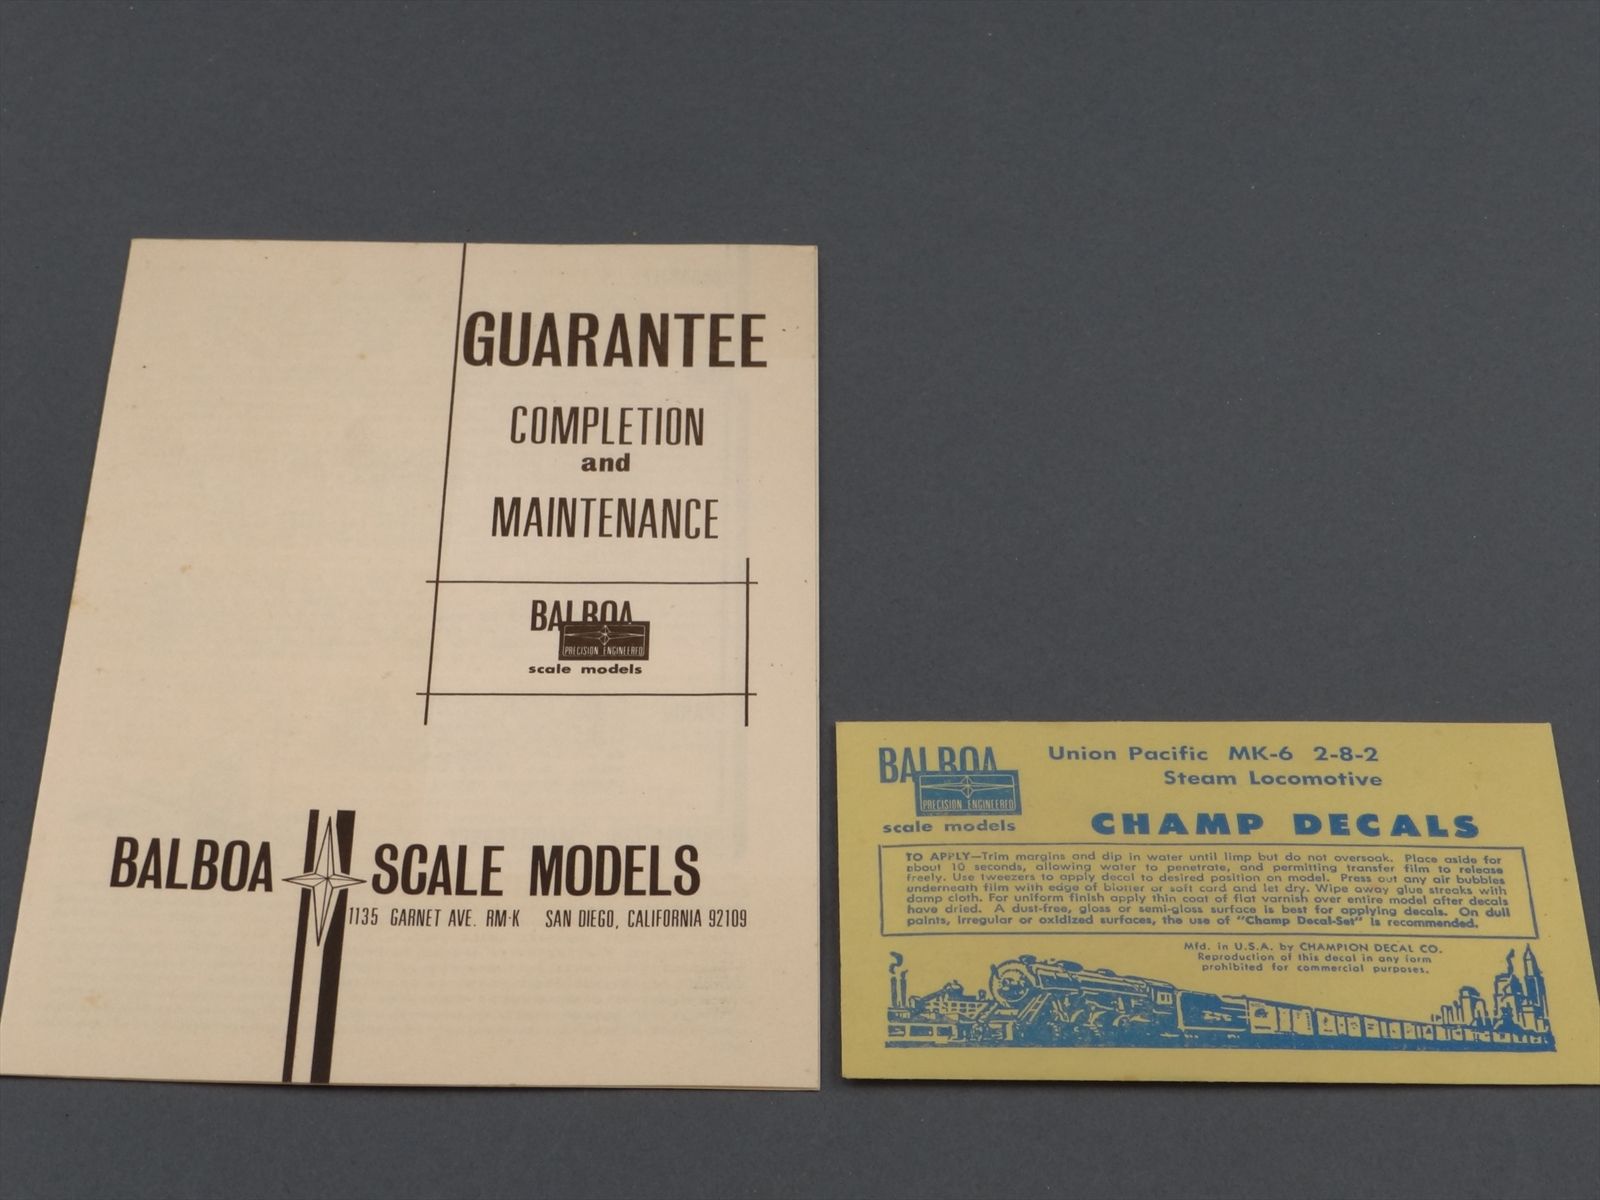 GUARANTEE
COMPLETION
and
MAINTENANCE
BALBOA
PRECISION ENGINEERED
scale models
BALBOA SCALE MODELS
1135 GARNET AVE. RM-K SAN DIEGO, CALIFORNIA 92109
BALBOA
PRECISION ENGINEERED
scale models
Union Pacific MK-6 2-8-2
Steam Locomotive
CHAMP DECALS
TO APPLY—Trim margins and dip in water until limp but do not oversoak. Place aside for
about 10 seconds, allowing water to penetrate, and permitting transfer film to release
freely. Use tweezers to apply decal to desired position on model. Press out any air bubbles
underneath film with edge of blotter or soft card and let dry. Wipe away glue streaks with
damp cloth. For uniform finish apply thin coat of flat varnish over entire model after decals
have dried. A dust-free, gloss or semi-gloss surface is best for applying decals. On dull
paints, irregular or oxidized surfaces, the use of "Champ Decal-Set" is recommended.
Mfd. in U.S.A. by CHAMPION DECAL CO.
Reproduction of this decal in any form
prohibited for commercial purposes.